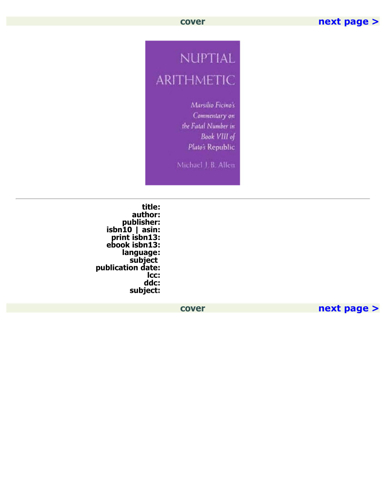 cover next page >
NUPTIAL
ARITHMETIC
Marsilio Ficino's
Commentary on
the Fatal Number in
Book VIII of
Plato's Republic
Michael J. B. Allen
title:
author:
publisher:
isbn10 | asin:
print isbn13:
ebook isbn13:
language:
subject
publication date:
lcc:
ddc:
subject:
cover next page >